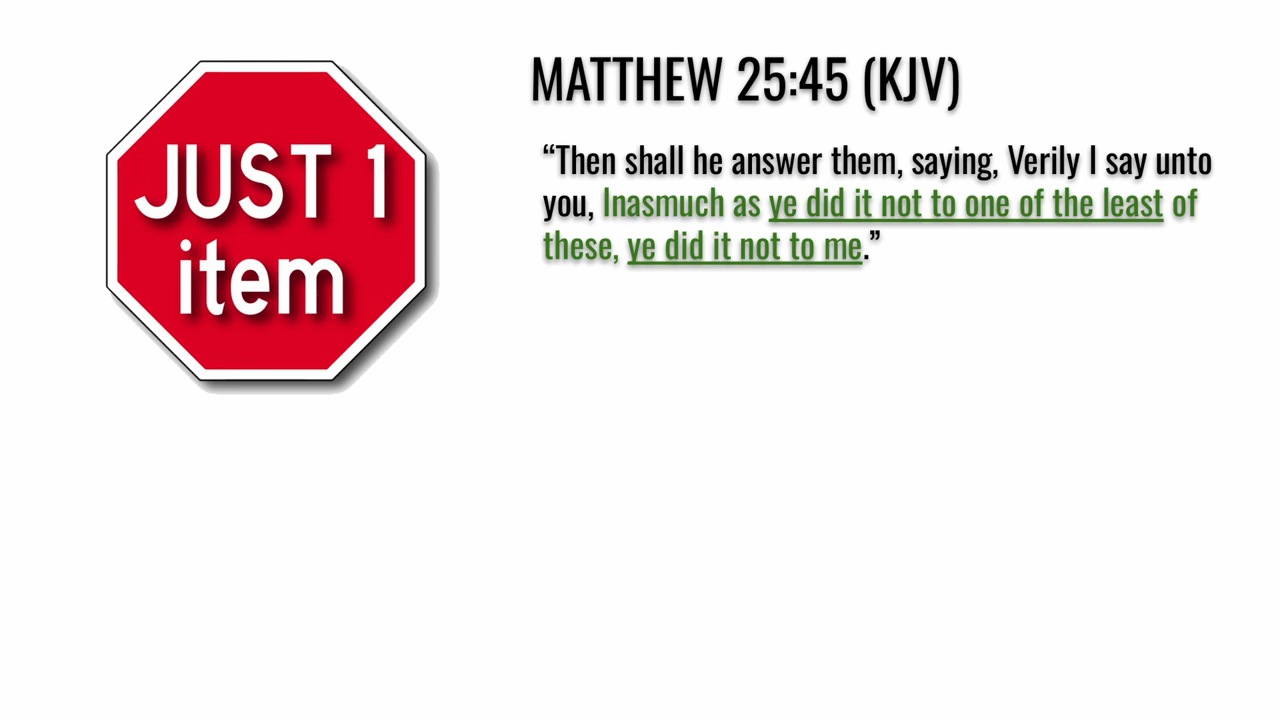 JUST 1
item
MATTHEW 25:45 (KJV)
“Then shall he answer them, saying, Verily I say unto
you, Inasmuch as ye did it not to one of the least of
these, ye did it not to me.”